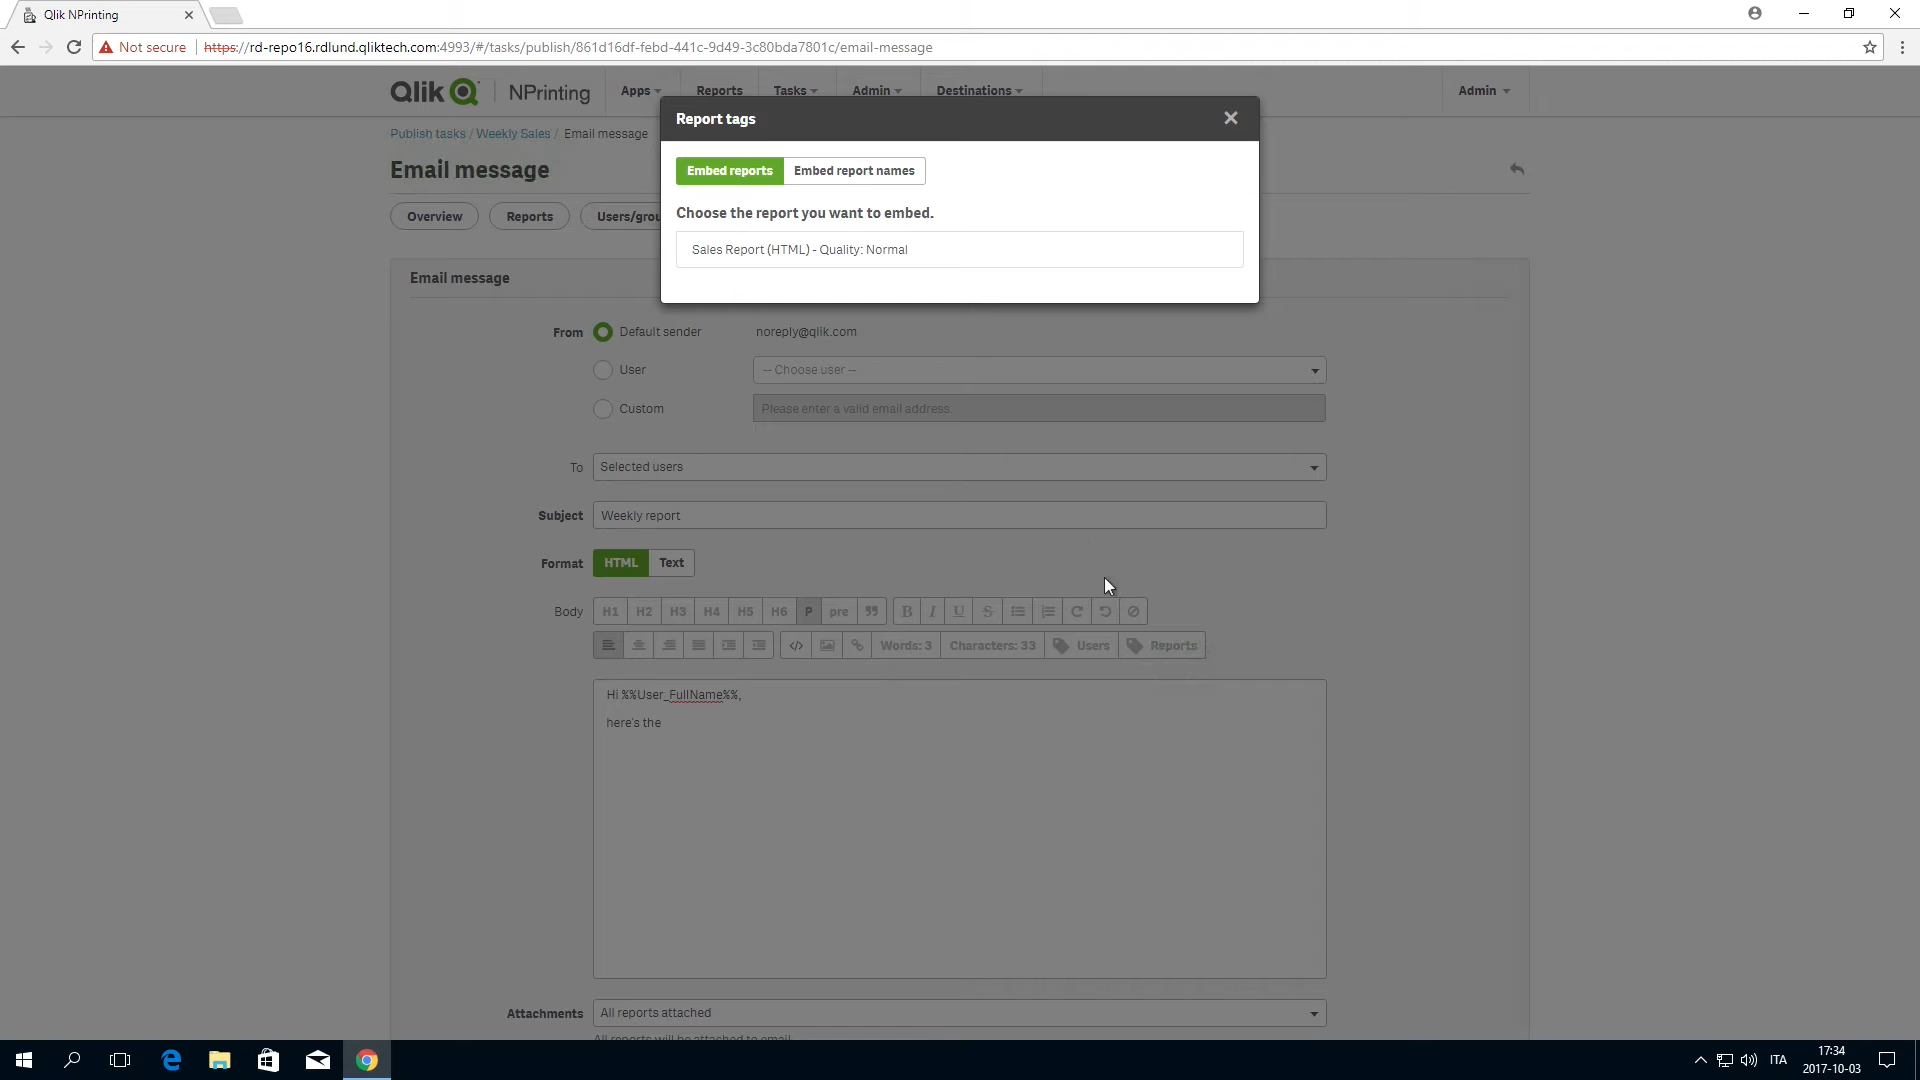 Qlik NPrinting
Not secure https://rd-repo16.rdlund.qliktech.com:4993/#/tasks/publish/861d16df-febd-441c-9d49-3c80bda7801c/email-message
Qlik NPrinting Apps Reports Tasks Admin Destinations Admin
Report tags
Publish tasks / Weekly Sales / Email message
Email message
Embed reports Embed report names
Overview Reports Users/grou
Choose the report you want to embed.
Sales Report (HTML) - Quality: Normal
Email message
From Default sender noreply@qlik.com
User -- Choose user --
Custom Please enter a valid email address.
To Selected users
Subject Weekly report
Format HTML Text
Body H1 H2 H3 H4 H5 H6 P pre B I U S
Words: 3 Characters: 33 Users Reports
Hi %%User_FullName%%,
here's the
Attachments All reports attached
All reports will be attached to email
ITA 17:34
2017-10-03